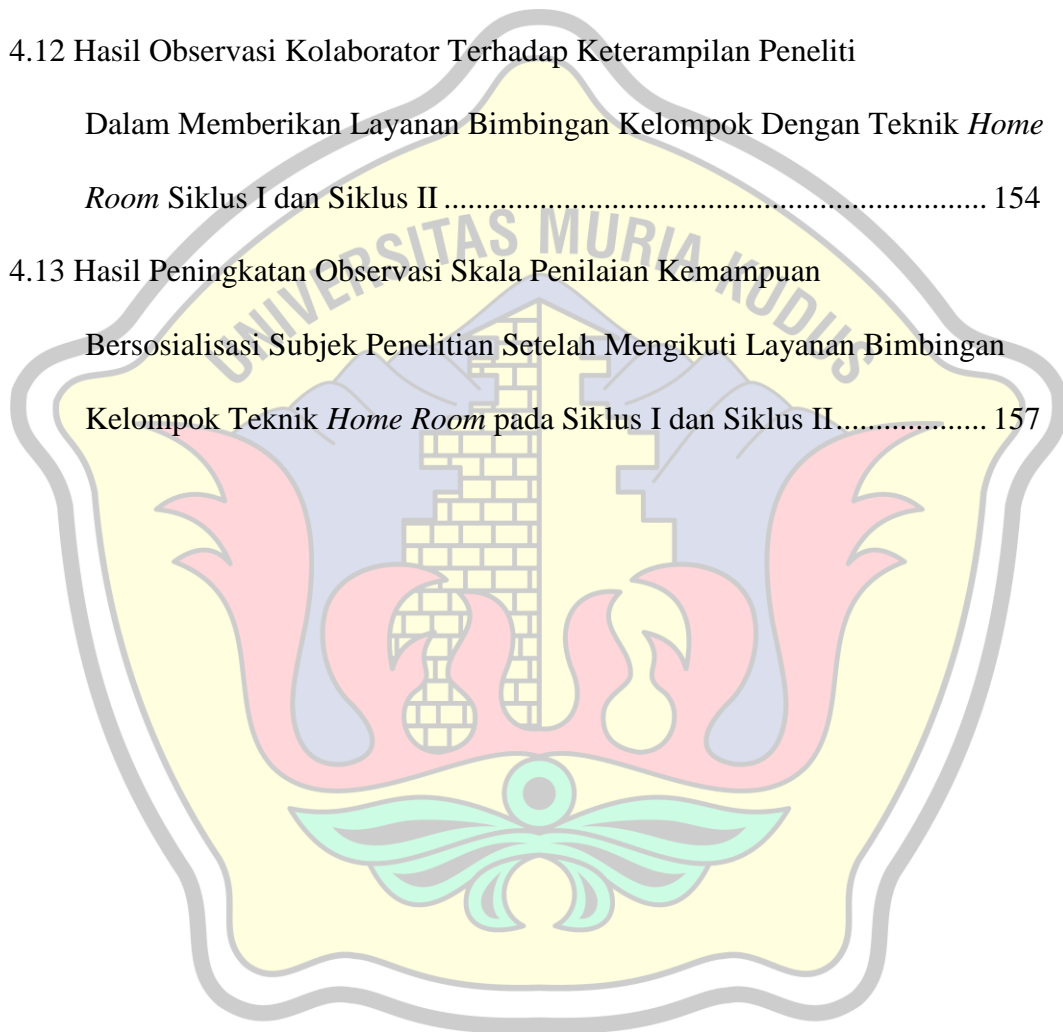 4.12 Hasil Observasi Kolaborator Terhadap Keterampilan Peneliti
Dalam Memberikan Layanan Bimbingan Kelompok Dengan Teknik Home
Room Siklus I dan Siklus II ................................................................. 154
4.13 Hasil Peningkatan Observasi Skala Penilaian Kemampuan
Bersosialisasi Subjek Penelitian Setelah Mengikuti Layanan Bimbingan
Kelompok Teknik Home Room pada Siklus I dan Siklus II.................. 157
UNIVERSITAS MURIA KUDUS